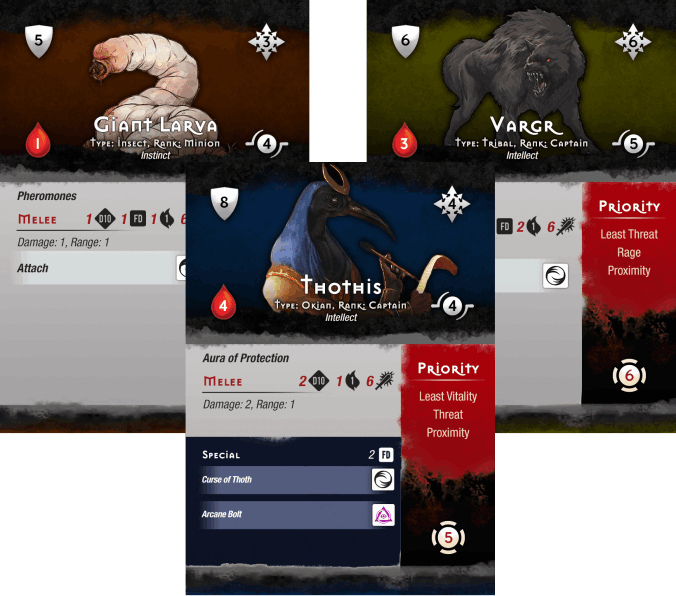 5
3
Giant Larva
Type: Insect, Rank: Minion
Instinct
1
4
Pheromones
Melee 1 D10 1 FD 1 1 6
Damage: 1, Range: 1
Attach
6
6
Vargr
Type: Tribal, Rank: Captain
Intellect
3
5
FD 2 1 6
Priority
Least Threat
Rage
Proximity
6
8
4
Thothis
Type: Okian, Rank: Captain
Intellect
4
4
Aura of Protection
Melee 2 D10 1 1 6
Damage: 2, Range: 1
Special 2 FD
Curse of Thoth
Arcane Bolt
Priority
Least Vitality
Threat
Proximity
5